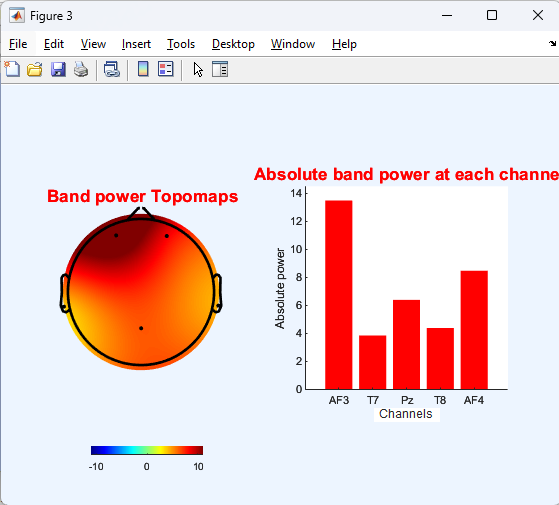 Figure 3
File Edit View Insert Tools Desktop Window Help
Absolute band power at each channe
Band power Topomaps
14
12
10
8
6
4
2
0
Absolute power
AF3 T7 Pz T8 AF4
Channels
-10 0 10